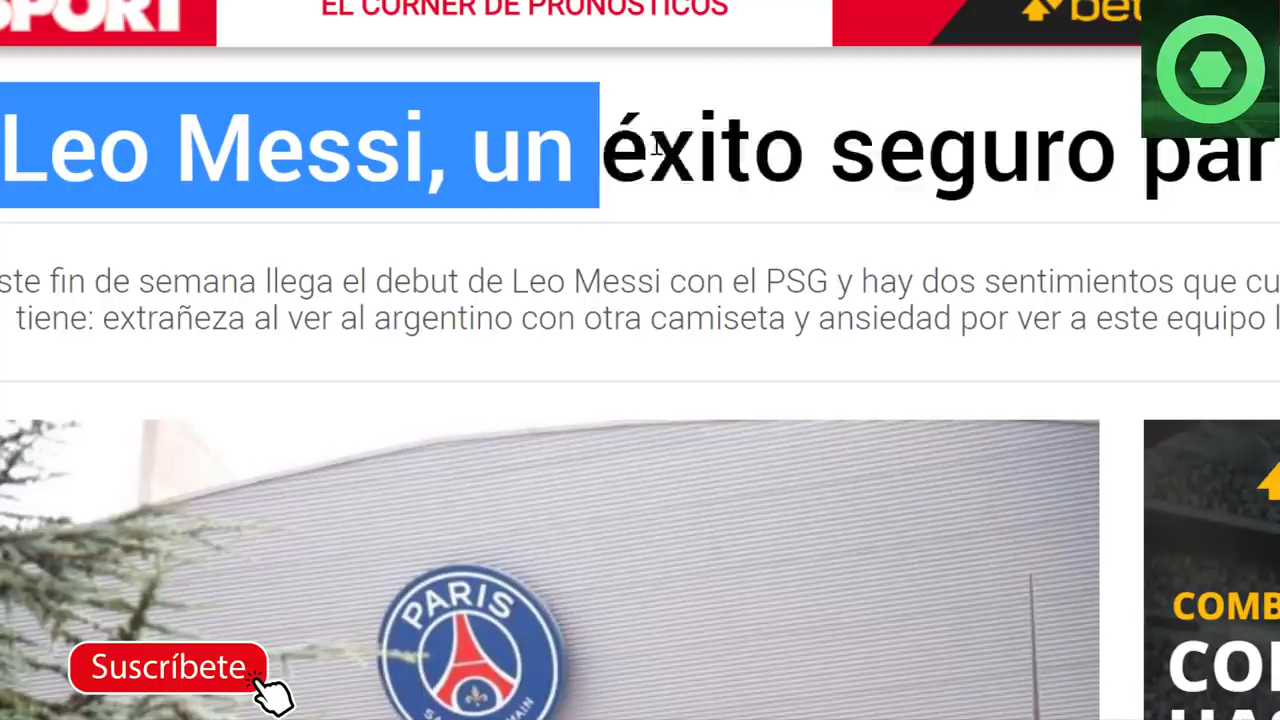 SPORT
EL CÓRNER DE PRONÓSTICOS
bet
Leo Messi, un éxito seguro par
ste fin de semana llega el debut de Leo Messi con el PSG y hay dos sentimientos que cu
tiene: extrañeza al ver al argentino con otra camiseta y ansiedad por ver a este equipo l
PARIS
Suscríbete
COMB